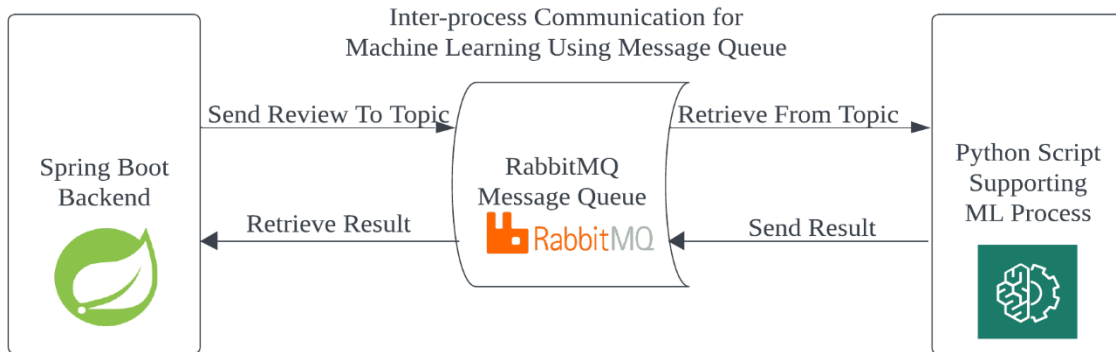 Inter-process Communication for
Machine Learning Using Message Queue
Send Review To Topic
Retrieve From Topic
Spring Boot
Backend
RabbitMQ
Message Queue
RabbitMQ
Python Script
Supporting
ML Process
Retrieve Result
Send Result